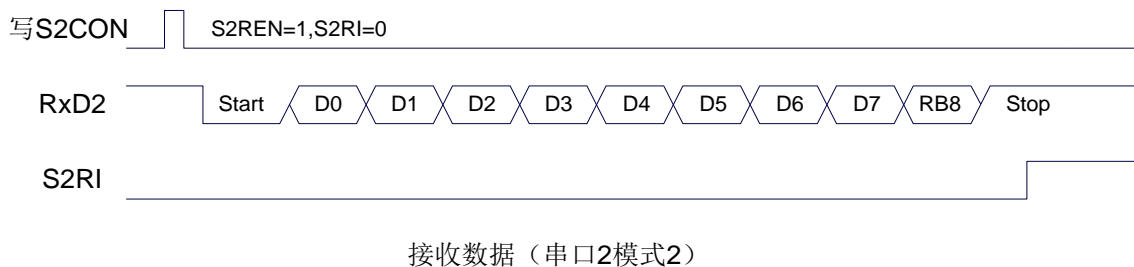 写S2CON S2REN=1,S2RI=0
RxD2 Start D0 D1 D2 D3 D4 D5 D6 D7 RB8 Stop
S2RI
接收数据（串口2模式2）